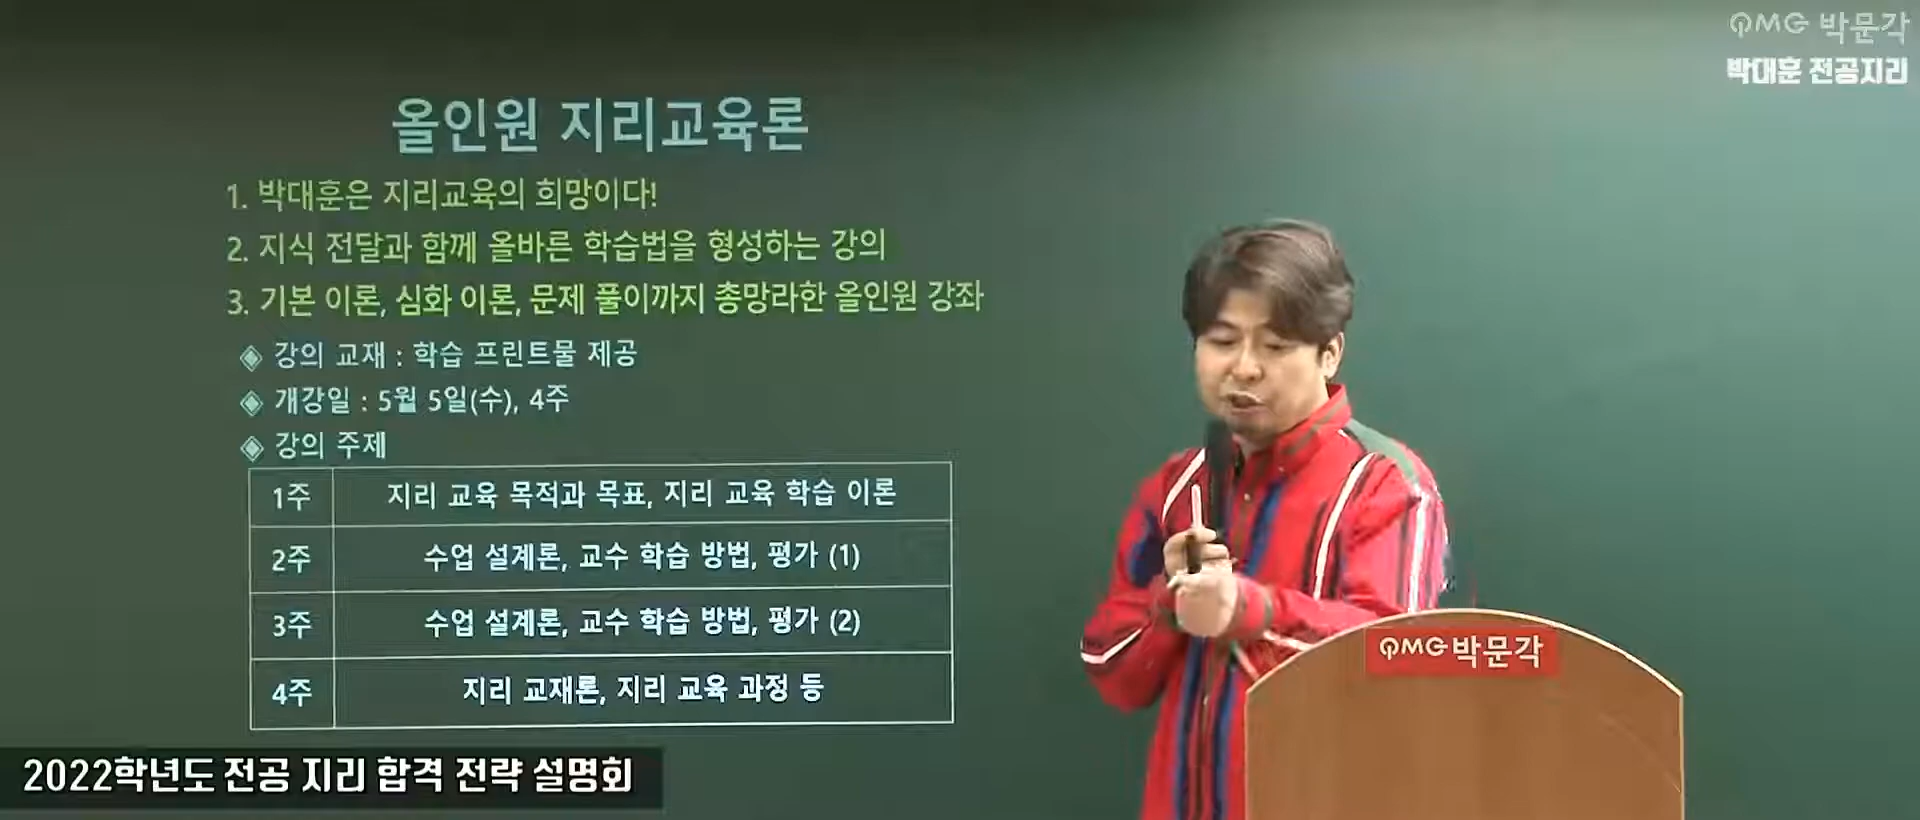 PMG 박문각
박대훈 전공지리
올인원 지리교육론
1. 박대훈은 지리교육의 희망이다!
2. 지식 전달과 함께 올바른 학습법을 형성하는 강의
3. 기본 이론, 심화 이론, 문제 풀이까지 총망라한 올인원 강좌
◈ 강의 교재 : 학습 프린트물 제공
◈ 개강일 : 5월 5일(수), 4주
◈ 강의 주제
1주 지리 교육 목적과 목표, 지리 교육 학습 이론
2주 수업 설계론, 교수 학습 방법, 평가 (1)
3주 수업 설계론, 교수 학습 방법, 평가 (2)
4주 지리 교재론, 지리 교육 과정 등
PMG 박문각
2022학년도 전공 지리 합격 전략 설명회